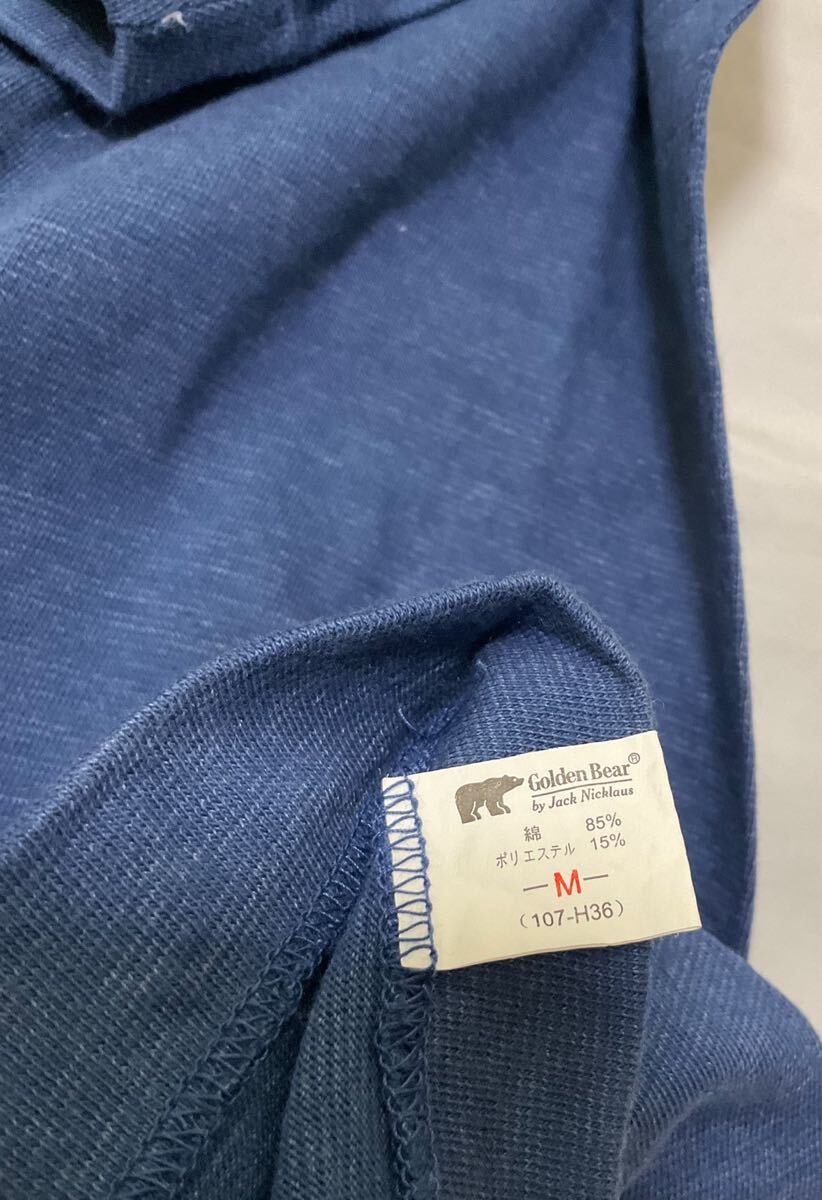 Golden Bear®
by Jack Nicklaus
綿 85%
ポリエステル 15%
—M—
(107-H36)